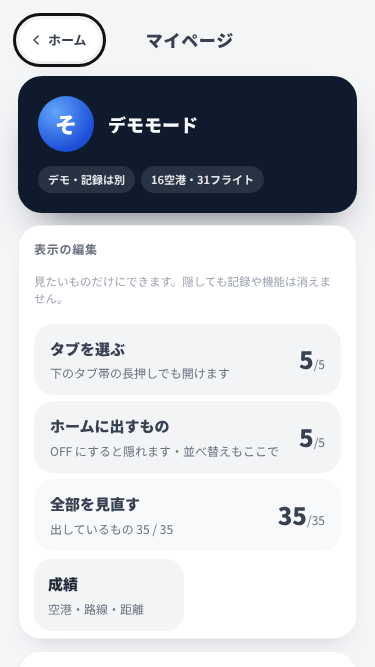 ホーム
マイページ
そ
デモモード
デモ・記録は別
16空港・31フライト
表示の編集
見たいものだけにできます。隠しても記録や機能は消えま
せん。
タブを選ぶ
下のタブ帯の長押しでも開けます
5/5
ホームに出すもの
OFF にすると隠れます・並べ替えもここで
5/5
全部を見直す
出しているもの 35 / 35
35/35
成績
空港・路線・距離